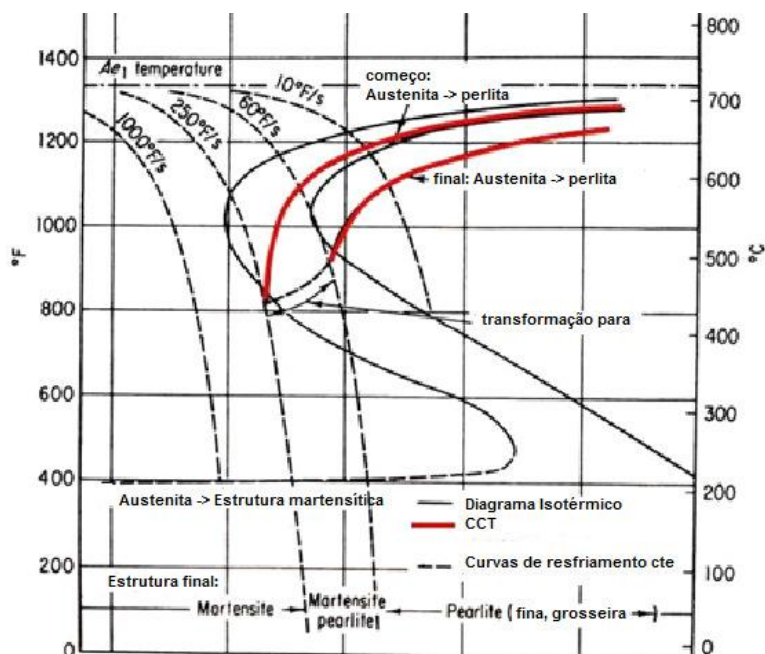 800
1400
Ae1 temperature
10°F/s
começo:
Austenita -> perlita
700
60°F/s
250°F/s
1000°F/s
1200
final: Austenita -> perlita
600
1000
°F
500
°C
800
transformação para
400
600
300
400
200
Austenita -> Estrutura martensítica
Diagrama Isotérmico
CCT
200
Curvas de resfriamento cte
100
Estrutura final:
Martensite
Martensite
pearlite
Pearlite ( fina, grosseira )
0
0